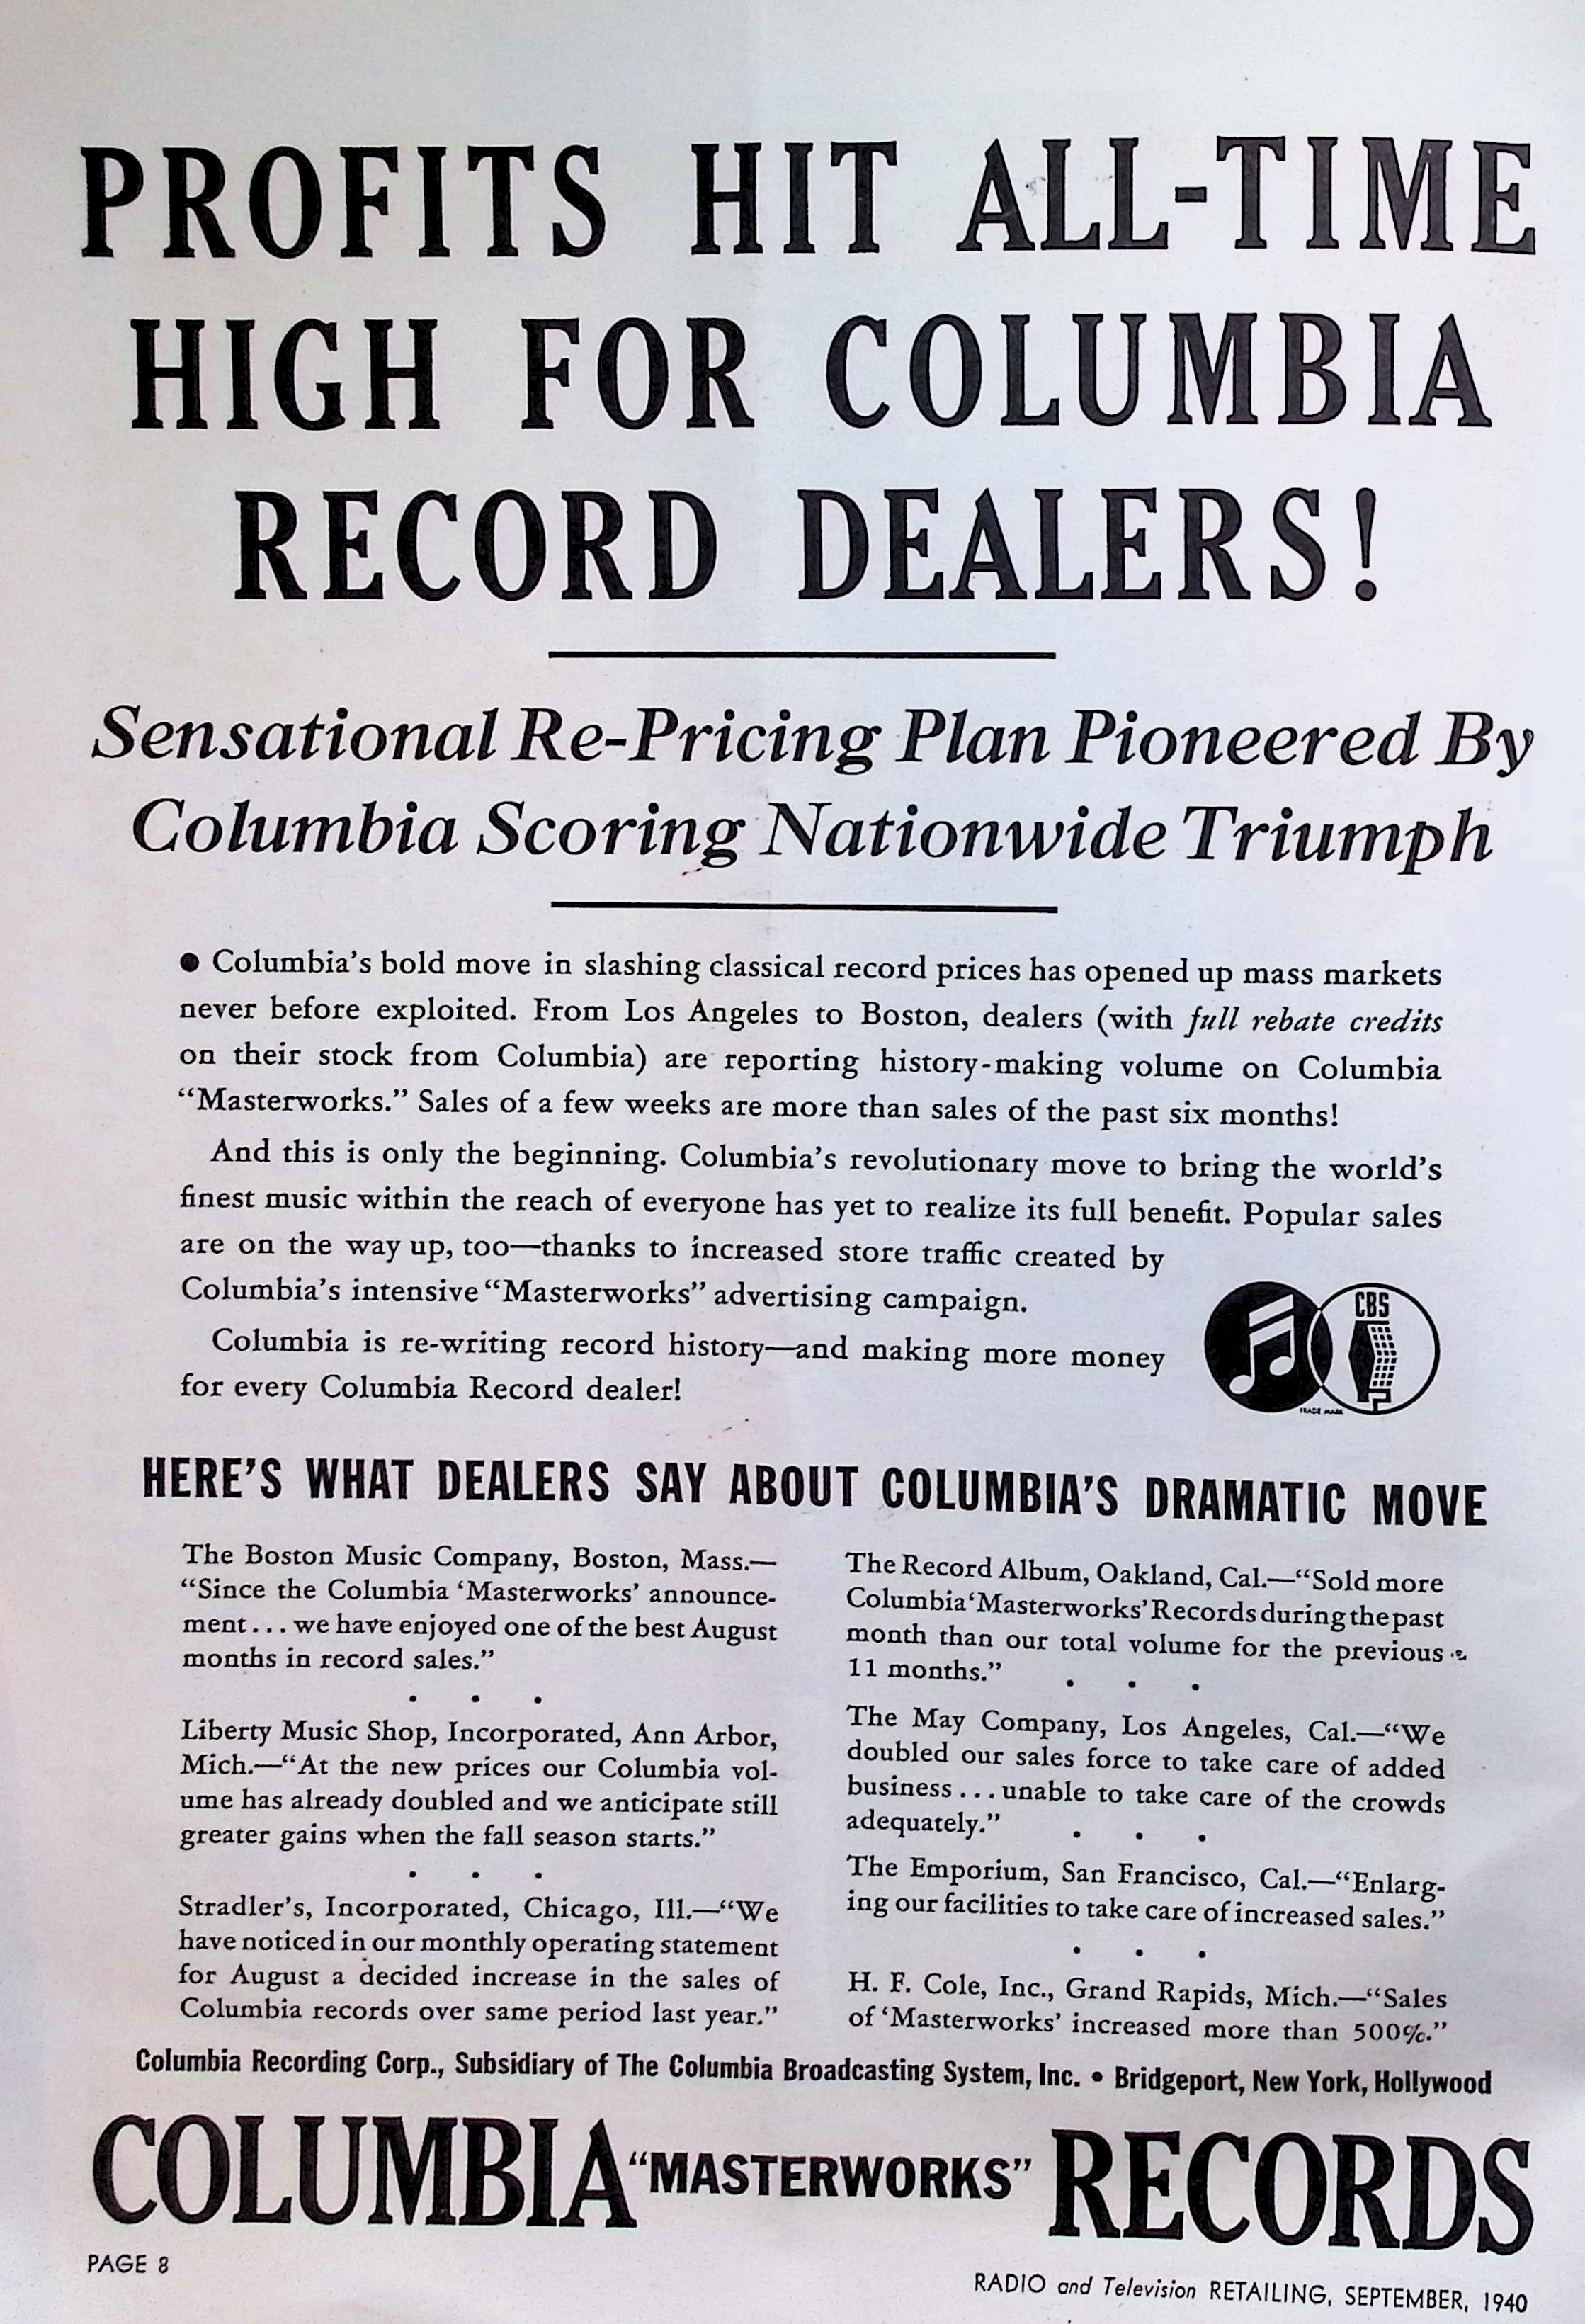 PROFITS HIT ALL-TIME
HIGH FOR COLUMBIA
RECORD DEALERS!
Sensational Re-Pricing Plan Pioneered By
Columbia Scoring Nationwide Triumph
● Columbia's bold move in slashing classical record prices has opened up mass markets
never before exploited. From Los Angeles to Boston, dealers (with full rebate credits
on their stock from Columbia) are reporting history-making volume on Columbia
“Masterworks.” Sales of a few weeks are more than sales of the past six months!
And this is only the beginning. Columbia's revolutionary move to bring the world's
finest music within the reach of everyone has yet to realize its full benefit. Popular sales
are on the way up, too—thanks to increased store traffic created by
Columbia's intensive “Masterworks” advertising campaign.
Columbia is re-writing record history—and making more money
for every Columbia Record dealer!
CBS
TRADE MARK
HERE'S WHAT DEALERS SAY ABOUT COLUMBIA'S DRAMATIC MOVE
The Boston Music Company, Boston, Mass.—
“Since the Columbia ‘Masterworks’ announce-
ment... we have enjoyed one of the best August
months in record sales.”
. . .
Liberty Music Shop, Incorporated, Ann Arbor,
Mich.—“At the new prices our Columbia vol-
ume has already doubled and we anticipate still
greater gains when the fall season starts.”
. . .
Stradler's, Incorporated, Chicago, Ill.—“We
have noticed in our monthly operating statement
for August a decided increase in the sales of
Columbia records over same period last year.”
The Record Album, Oakland, Cal.—“Sold more
Columbia ‘Masterworks’ Records during the past
month than our total volume for the previous
11 months.”
. . .
The May Company, Los Angeles, Cal.—“We
doubled our sales force to take care of added
business... unable to take care of the crowds
adequately.”
. . .
The Emporium, San Francisco, Cal.—“Enlarg-
ing our facilities to take care of increased sales.”
. . .
H. F. Cole, Inc., Grand Rapids, Mich.—“Sales
of ‘Masterworks’ increased more than 500%.”
Columbia Recording Corp., Subsidiary of The Columbia Broadcasting System, Inc. • Bridgeport, New York, Hollywood
COLUMBIA “MASTERWORKS” RECORDS
PAGE 8
RADIO and Television RETAILING, SEPTEMBER, 1940